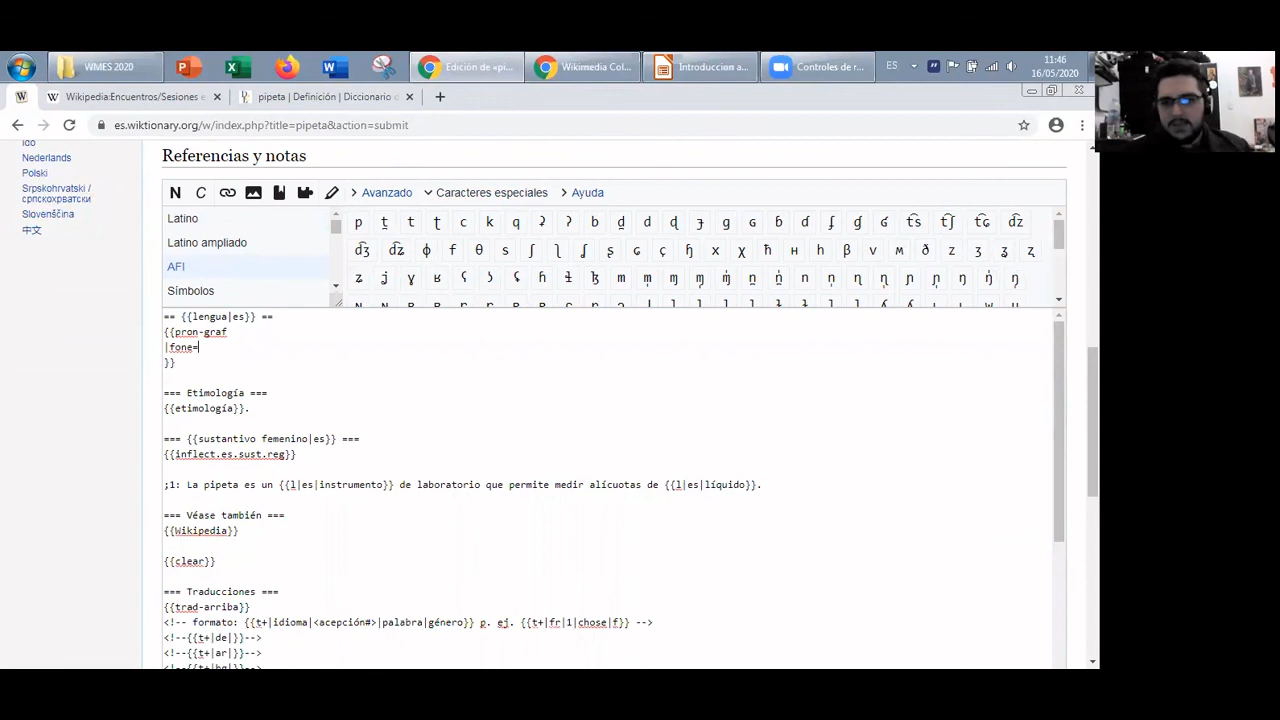 WMES 2020
Edición de «pi...
Wikimedia Col...
Introduccion a...
Controles de r...
ES
11:46
16/05/2020
Wikipedia:Encuentros/Sesiones e
pipeta | Definición | Diccionario d
es.wiktionary.org/w/index.php?title=pipeta&action=submit
Ido
Nederlands
Polski
Srpskohrvatski /
српскохрватски
Slovenščina
中文
Referencias y notas
N C Avanzado Caracteres especiales Ayuda
Latino
Latino ampliado
AFI
Símbolos
== {{lengua|es}} ==
{{pron-graf
|fone=
}}
=== Etimología ===
{{etimología}}.
=== {{sustantivo femenino|es}} ===
{{inflect.es.sust.reg}}
;1: La pipeta es un {{l|es|instrumento}} de laboratorio que permite medir alícuotas de {{l|es|líquido}}.
=== Véase también ===
{{Wikipedia}}
{{clear}}
=== Traducciones ===
{{trad-arriba}}
<!-- formato: {{t+|idioma|<acepción#>|palabra|género}} p. ej. {{t+|fr|1|chose|f}} -->
<!--{{t+|de|}}-->
<!--{{t+|ar|}}-->